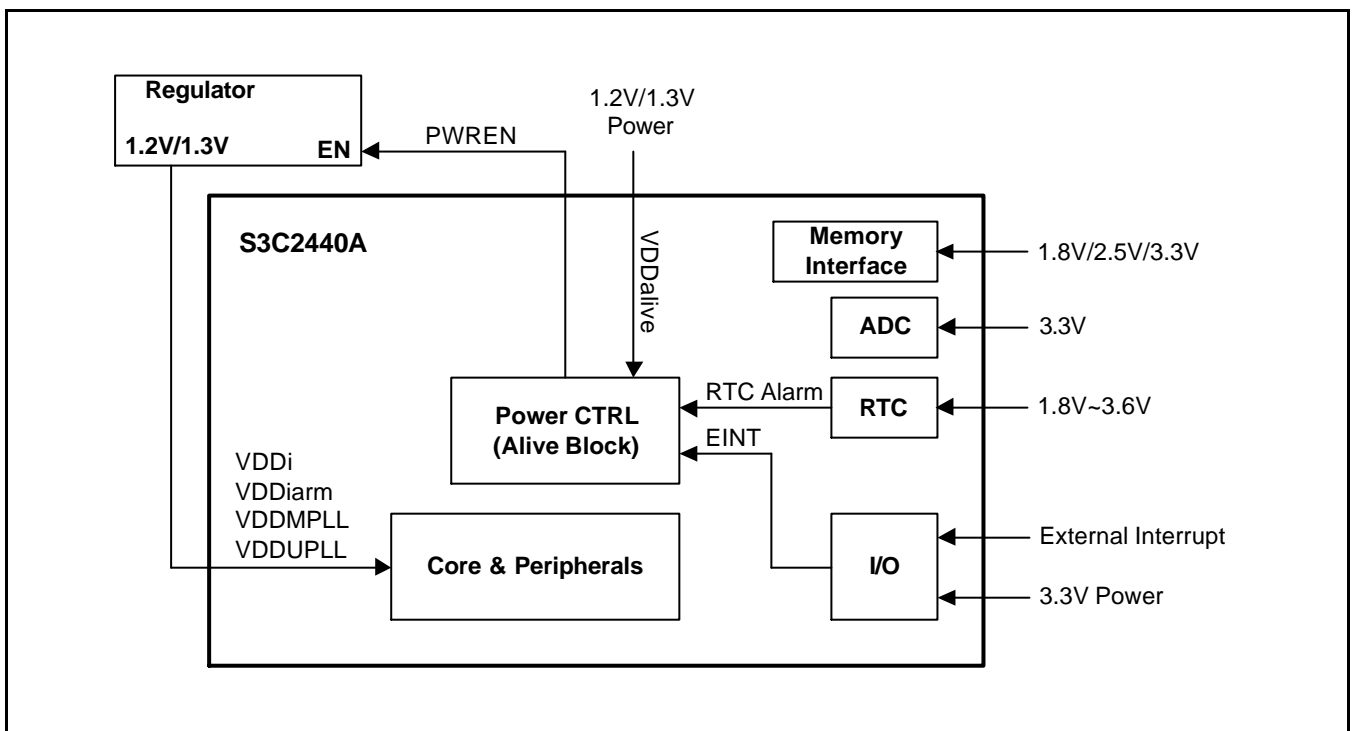 Regulator
1.2V/1.3V
EN
PWREN
1.2V/1.3V
Power
S3C2440A
VDDalive
Memory
Interface
1.8V/2.5V/3.3V
ADC
3.3V
Power CTRL
(Alive Block)
RTC Alarm
RTC
1.8V~3.6V
EINT
VDDi
VDDiarm
VDDMPLL
VDDUPLL
Core & Peripherals
I/O
External Interrupt
3.3V Power